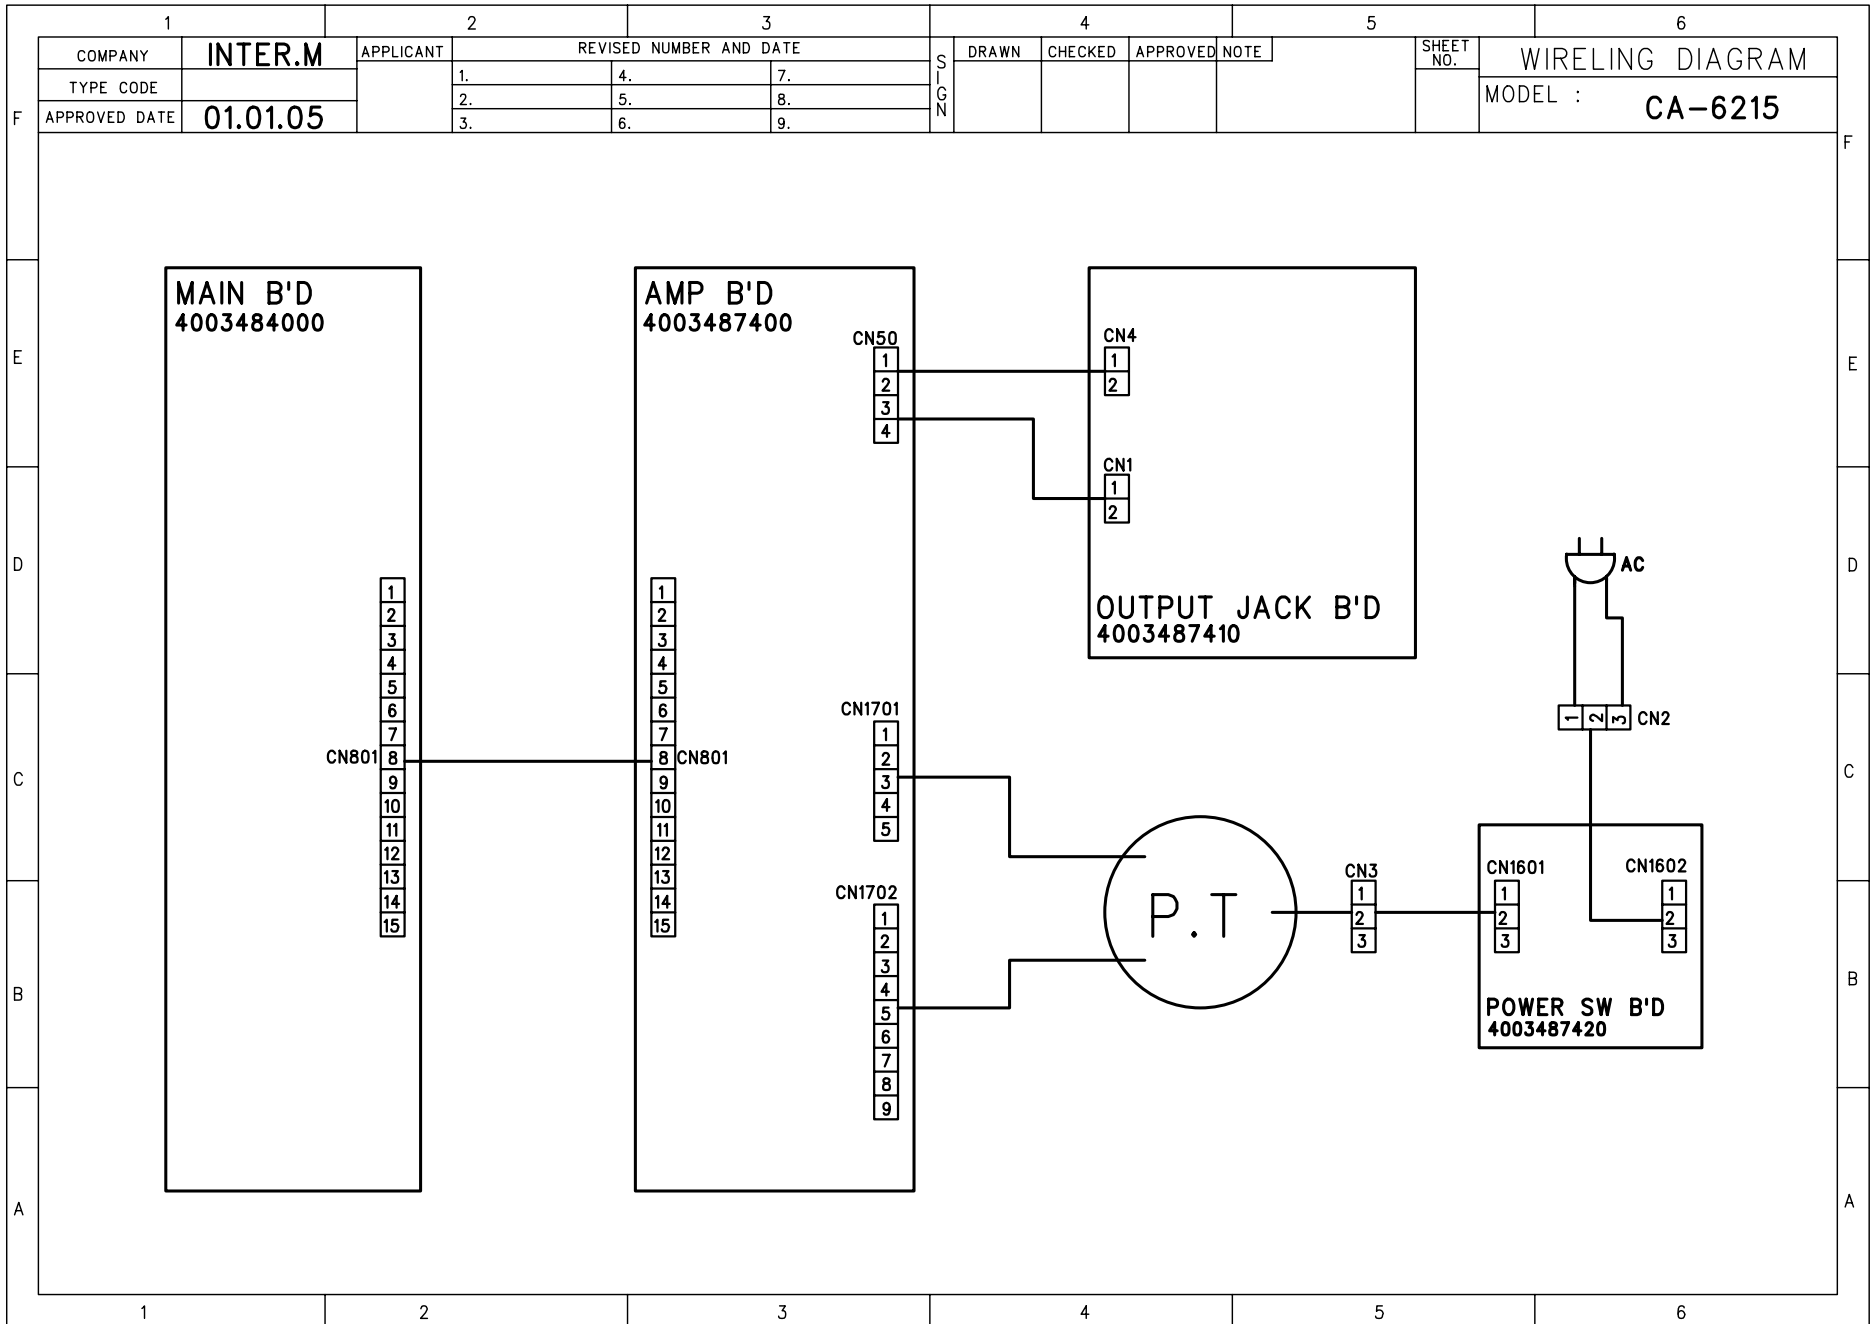 1 2 3 4 5 6
COMPANY INTER.M APPLICANT REVISED NUMBER AND DATE SIGN DRAWN CHECKED APPROVED NOTE SHEET NO. WIRELING DIAGRAM
TYPE CODE 1. 4. 7.
MODEL : CA-6215
2. 5. 8.
APPROVED DATE 01.01.05 3. 6. 9.
F F
MAIN B'D
4003484000
AMP B'D
4003487400
CN50
1
2
3
4
CN4
1
2
E E
CN1
1
2
OUTPUT JACK B'D
4003487410
AC
D D
1 2 3 CN2
CN801
1
2
3
4
5
6
7
8
9
10
11
12
13
14
15
CN801
1
2
3
4
5
6
7
8
9
10
11
12
13
14
15
CN1701
1
2
3
4
5
C C
CN1702
1
2
3
4
5
6
7
8
9
P.T
CN3
1
2
3
CN1601
1
2
3
CN1602
1
2
3
POWER SW B'D
4003487420
B B
A A
1 2 3 4 5 6